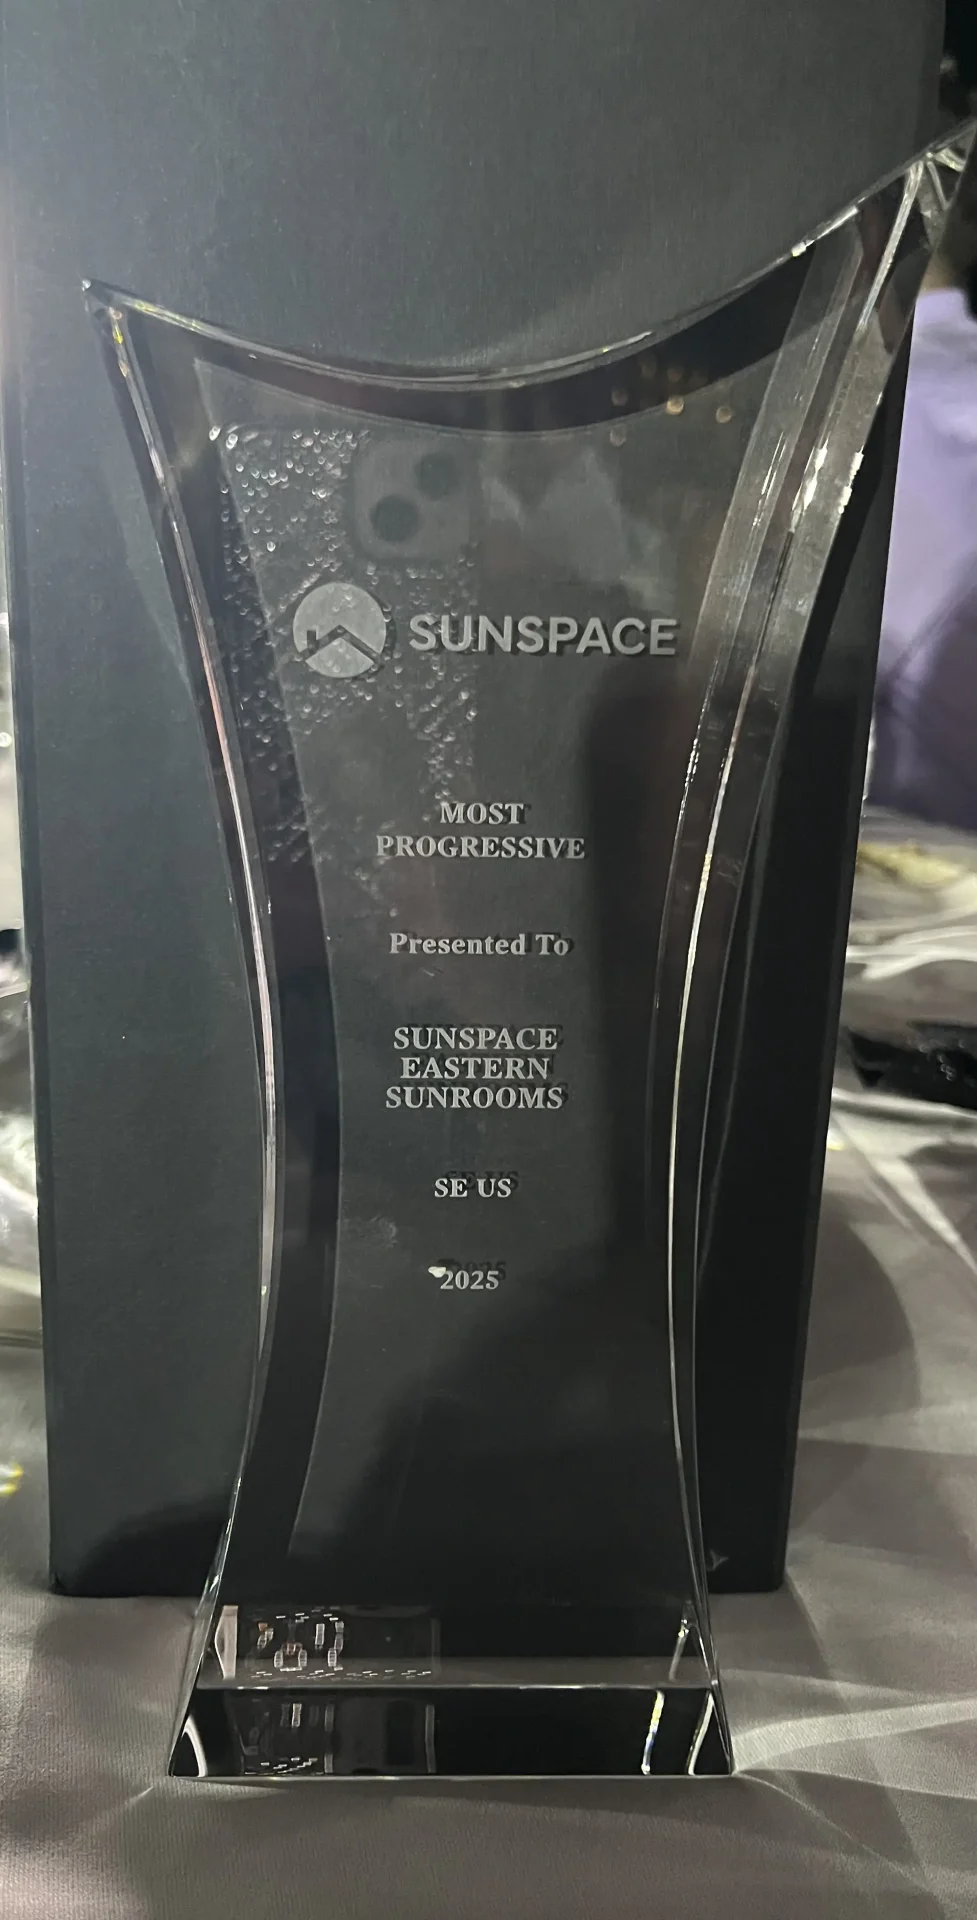 SUNSPACE
MOST
PROGRESSIVE
Presented To
SUNSPACE
EASTERN
SUNROOMS
SE US
2025